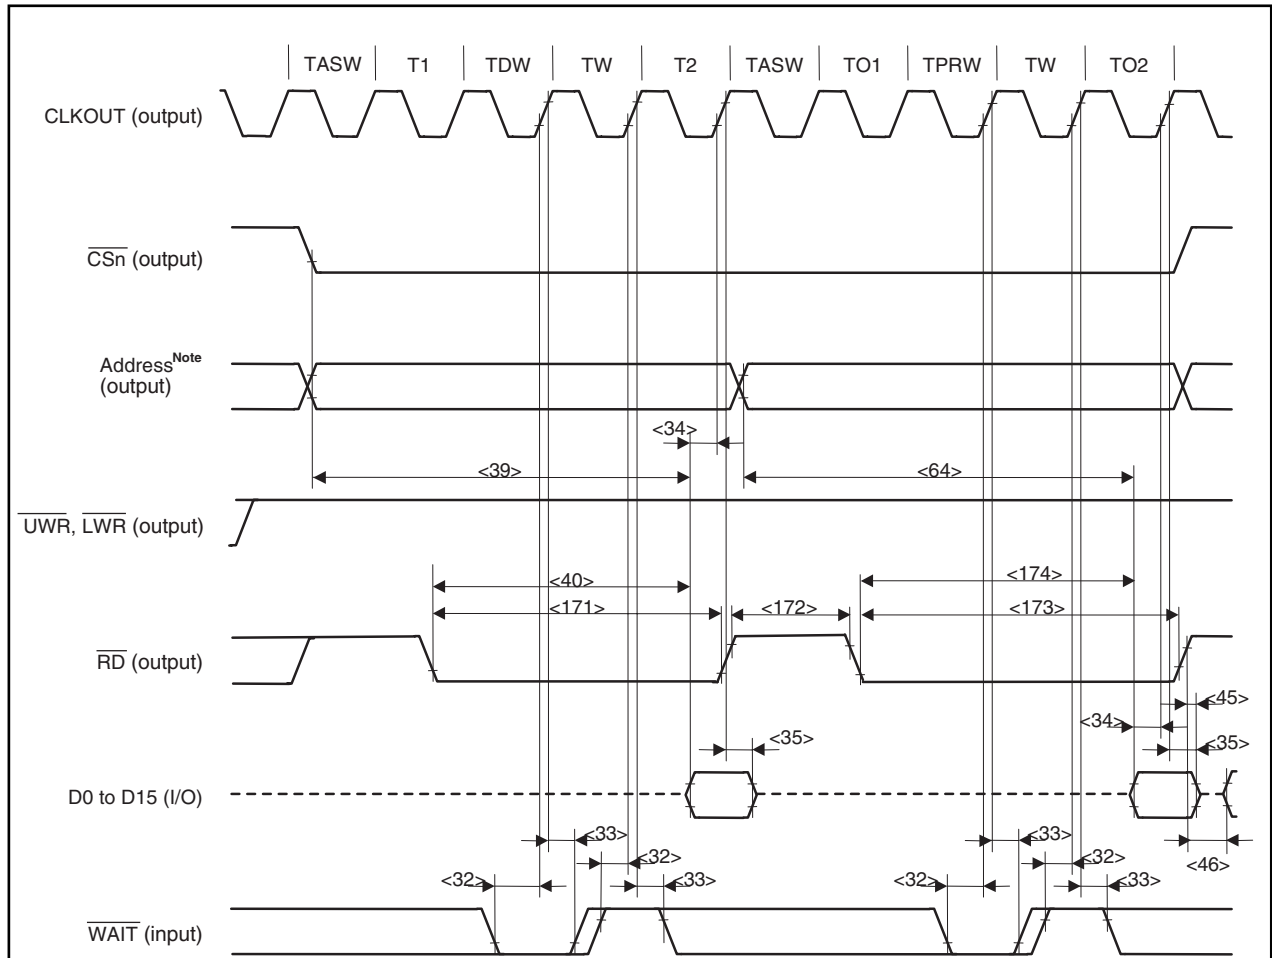 TASW T1 TDW TW T2 TASW TO1 TPRW TW TO2
CLKOUT (output)
CSn (output)
Address Note
(output)
<34>
<39> <64>
UWR, LWR (output)
<40> <174>
<171> <172> <173>
RD (output)
<45>
<34>
<35> <35>
D0 to D15 (I/O)
<33> <33>
<32> <32>
<46>
<32> <33> <32> <33>
WAIT (input)